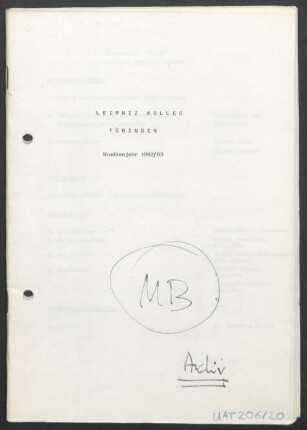 LEIBNIZ KOLLEG
TÜBINGEN
Studienjahr 1982/83
MB
Archiv
UAT 206/20